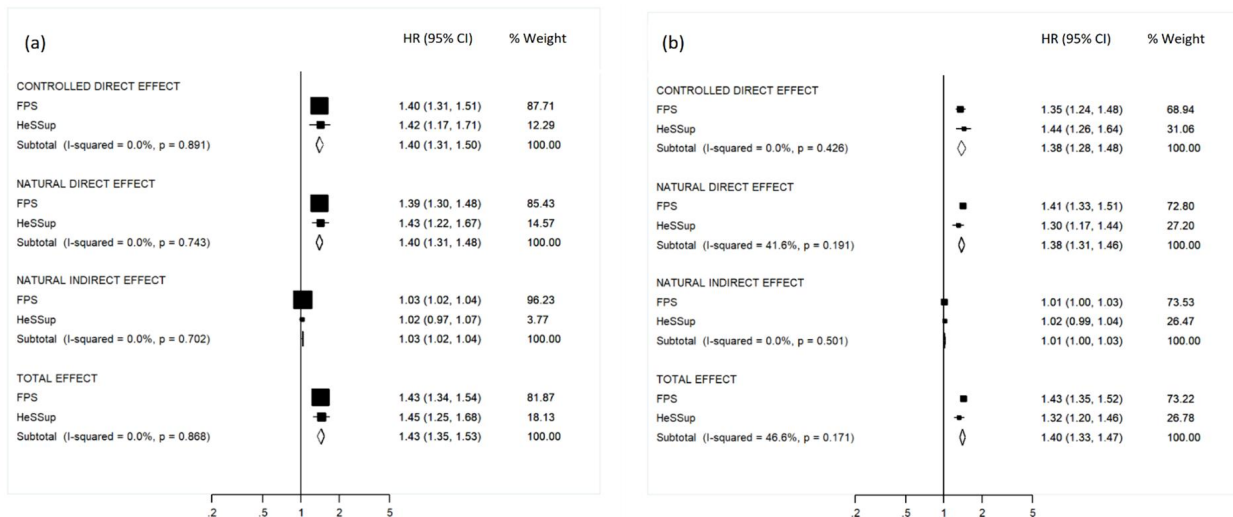 (a) HR (95% CI) % Weight
CONTROLLED DIRECT EFFECT
FPS 1.40 (1.31, 1.51) 87.71
HeSSup 1.42 (1.17, 1.71) 12.29
Subtotal (I-squared = 0.0%, p = 0.891) 1.40 (1.31, 1.50) 100.00
NATURAL DIRECT EFFECT
FPS 1.39 (1.30, 1.48) 85.43
HeSSup 1.43 (1.22, 1.67) 14.57
Subtotal (I-squared = 0.0%, p = 0.743) 1.40 (1.31, 1.48) 100.00
NATURAL INDIRECT EFFECT
FPS 1.03 (1.02, 1.04) 96.23
HeSSup 1.02 (0.97, 1.07) 3.77
Subtotal (I-squared = 0.0%, p = 0.702) 1.03 (1.02, 1.04) 100.00
TOTAL EFFECT
FPS 1.43 (1.34, 1.54) 81.87
HeSSup 1.45 (1.25, 1.68) 18.13
Subtotal (I-squared = 0.0%, p = 0.868) 1.43 (1.35, 1.53) 100.00
.2 .5 1 2 5
(b) HR (95% CI) % Weight
CONTROLLED DIRECT EFFECT
FPS 1.35 (1.24, 1.48) 68.94
HeSSup 1.44 (1.26, 1.64) 31.06
Subtotal (I-squared = 0.0%, p = 0.426) 1.38 (1.28, 1.48) 100.00
NATURAL DIRECT EFFECT
FPS 1.41 (1.33, 1.51) 72.80
HeSSup 1.30 (1.17, 1.44) 27.20
Subtotal (I-squared = 41.6%, p = 0.191) 1.38 (1.31, 1.46) 100.00
NATURAL INDIRECT EFFECT
FPS 1.01 (1.00, 1.03) 73.53
HeSSup 1.02 (0.99, 1.04) 26.47
Subtotal (I-squared = 0.0%, p = 0.501) 1.01 (1.00, 1.03) 100.00
TOTAL EFFECT
FPS 1.43 (1.35, 1.52) 73.22
HeSSup 1.32 (1.20, 1.46) 26.78
Subtotal (I-squared = 46.6%, p = 0.171) 1.40 (1.33, 1.47) 100.00
.2 .5 1 2 5